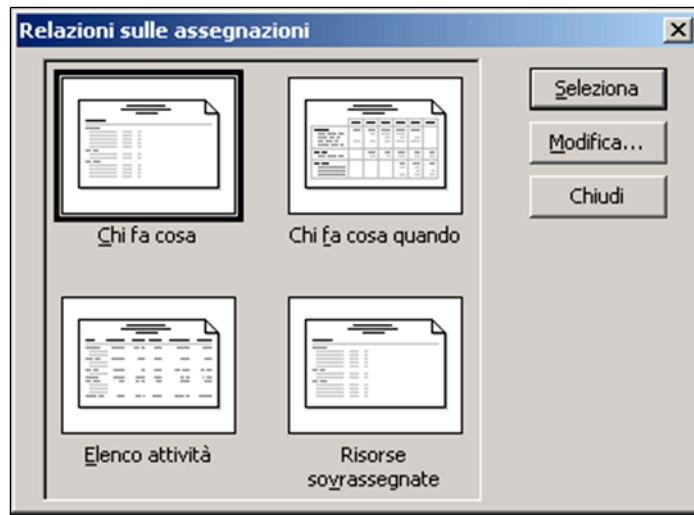 Relazioni sulle assegnazioni
Seleziona
Modifica...
Chiudi
Chi fa cosa
Chi fa cosa quando
Elenco attività
Risorse
sovrassegnate